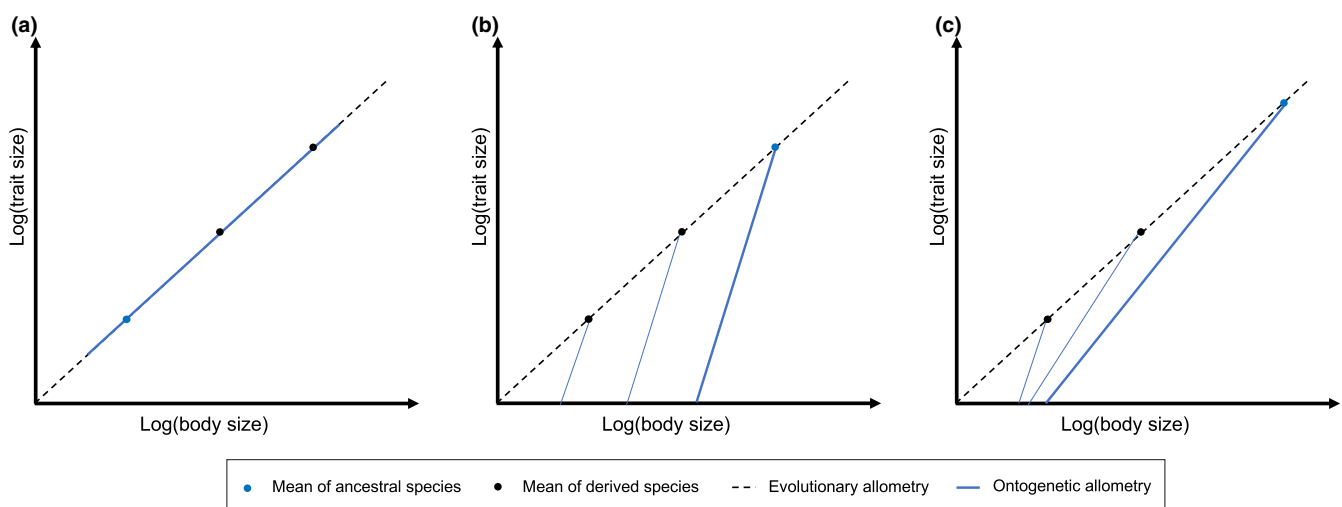 (a)
Log(trait size)
Log(body size)
(b)
Log(trait size)
Log(body size)
(c)
Log(trait size)
Log(body size)
Mean of ancestral species
Mean of derived species
Evolutionary allometry
Ontogenetic allometry